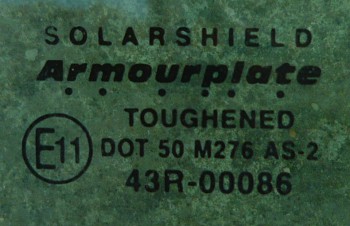 SOLARSHIELD
Armourplate
TOUGHENED
E11 DOT 50 M276 AS-2
43R-00086